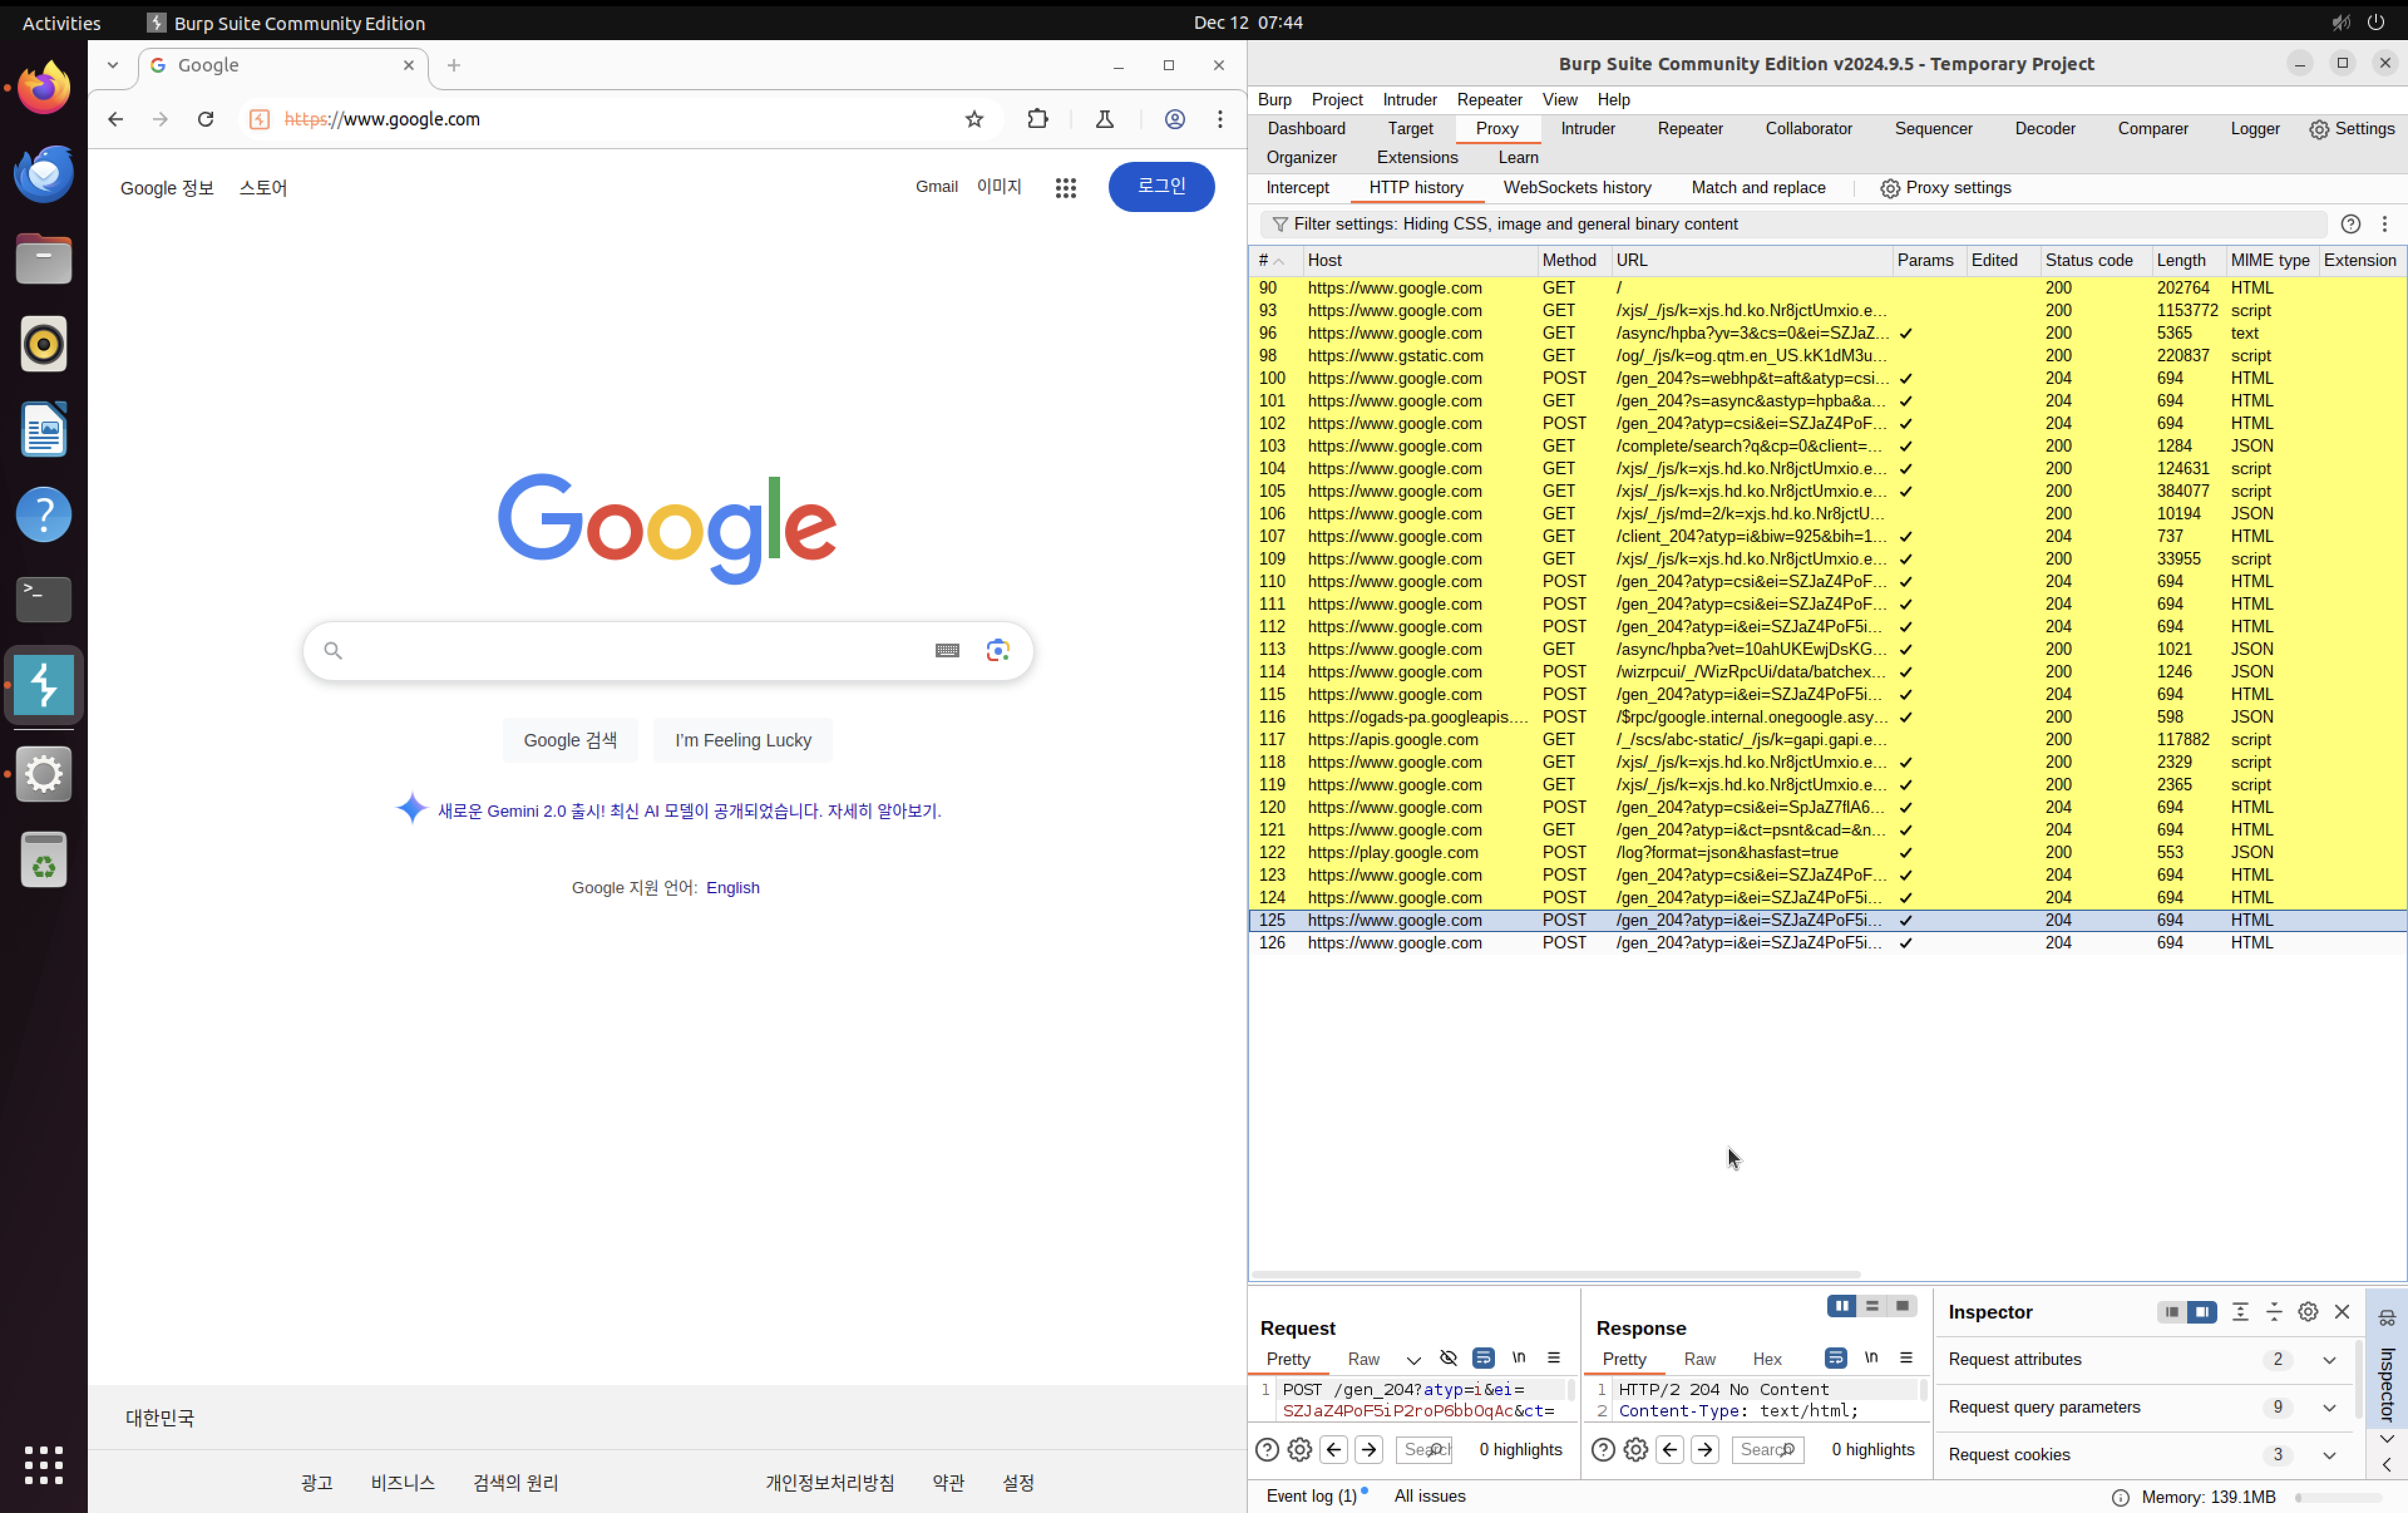 Activities Burp Suite Community Edition Dec 12 07:44
Google
https://www.google.com
Google 정보 스토어 Gmail 이미지 로그인
Google
Google 검색 I'm Feeling Lucky
새로운 Gemini 2.0 출시! 최신 AI 모델이 공개되었습니다. 자세히 알아보기.
Google 지원 언어: English
대한민국
광고 비즈니스 검색의 원리 개인정보처리방침 약관 설정
Burp Suite Community Edition v2024.9.5 - Temporary Project
Burp Project Intruder Repeater View Help
Dashboard Target Proxy Intruder Repeater Collaborator Sequencer Decoder Comparer Logger Settings
Organizer Extensions Learn
Intercept HTTP history WebSockets history Match and replace Proxy settings
Filter settings: Hiding CSS, image and general binary content
# Host Method URL Params Edited Status code Length MIME type Extension
90 https://www.google.com GET / 200 202764 HTML
93 https://www.google.com GET /xjs/_/js/k=xjs.hd.ko.Nr8jctUmxio.e... 200 1153772 script
96 https://www.google.com GET /async/hpba?yv=3&cs=0&ei=SZJaZ... ✓ 200 5365 text
98 https://www.gstatic.com GET /og/_/js/k=og.qtm.en_US.kK1dM3u... 200 220837 script
100 https://www.google.com POST /gen_204?s=webhp&t=aft&atyp=csi... ✓ 204 694 HTML
101 https://www.google.com GET /gen_204?s=async&astyp=hpba&a... ✓ 204 694 HTML
102 https://www.google.com POST /gen_204?atyp=csi&ei=SZJaZ4PoF... ✓ 204 694 HTML
103 https://www.google.com GET /complete/search?q&cp=0&client=... ✓ 200 1284 JSON
104 https://www.google.com GET /xjs/_/js/k=xjs.hd.ko.Nr8jctUmxio.e... ✓ 200 124631 script
105 https://www.google.com GET /xjs/_/js/k=xjs.hd.ko.Nr8jctUmxio.e... ✓ 200 384077 script
106 https://www.google.com GET /xjs/_/js/md=2/k=xjs.hd.ko.Nr8jctU... 200 10194 JSON
107 https://www.google.com GET /client_204?atyp=i&biw=925&bih=1... ✓ 204 737 HTML
109 https://www.google.com GET /xjs/_/js/k=xjs.hd.ko.Nr8jctUmxio.e... ✓ 200 33955 script
110 https://www.google.com POST /gen_204?atyp=csi&ei=SZJaZ4PoF... ✓ 204 694 HTML
111 https://www.google.com POST /gen_204?atyp=csi&ei=SZJaZ4PoF... ✓ 204 694 HTML
112 https://www.google.com POST /gen_204?atyp=i&ei=SZJaZ4PoF5i... ✓ 204 694 HTML
113 https://www.google.com GET /async/hpba?vet=10ahUKEwjDsKG... ✓ 200 1021 JSON
114 https://www.google.com POST /wizrpcui/_/WizRpcUi/data/batchex... ✓ 200 1246 JSON
115 https://www.google.com POST /gen_204?atyp=i&ei=SZJaZ4PoF5i... ✓ 204 694 HTML
116 https://ogads-pa.googleapis.... POST /$rpc/google.internal.onegoogle.asy... ✓ 200 598 JSON
117 https://apis.google.com GET /_/scs/abc-static/_/js/k=gapi.gapi.e... 200 117882 script
118 https://www.google.com GET /xjs/_/js/k=xjs.hd.ko.Nr8jctUmxio.e... ✓ 200 2329 script
119 https://www.google.com GET /xjs/_/js/k=xjs.hd.ko.Nr8jctUmxio.e... ✓ 200 2365 script
120 https://www.google.com POST /gen_204?atyp=csi&ei=SpJaZ7flA6... ✓ 204 694 HTML
121 https://www.google.com GET /gen_204?atyp=i&ct=psnt&cad=&n... ✓ 204 694 HTML
122 https://play.google.com POST /log?format=json&hasfast=true ✓ 200 553 JSON
123 https://www.google.com POST /gen_204?atyp=csi&ei=SZJaZ4PoF... ✓ 204 694 HTML
124 https://www.google.com POST /gen_204?atyp=i&ei=SZJaZ4PoF5i... ✓ 204 694 HTML
125 https://www.google.com POST /gen_204?atyp=i&ei=SZJaZ4PoF5i... ✓ 204 694 HTML
126 https://www.google.com POST /gen_204?atyp=i&ei=SZJaZ4PoF5i... ✓ 204 694 HTML
Request
Pretty Raw \n
1 POST /gen_204?atyp=i&ei=
SZJaZ4PoF5iP2roP6bbOqAc&ct=
Search 0 highlights
Response
Pretty Raw Hex \n
1 HTTP/2 204 No Content
2 Content-Type: text/html;
Search 0 highlights
Inspector
Request attributes 2
Request query parameters 9
Request cookies 3
Inspector
Event log (1) All issues Memory: 139.1MB